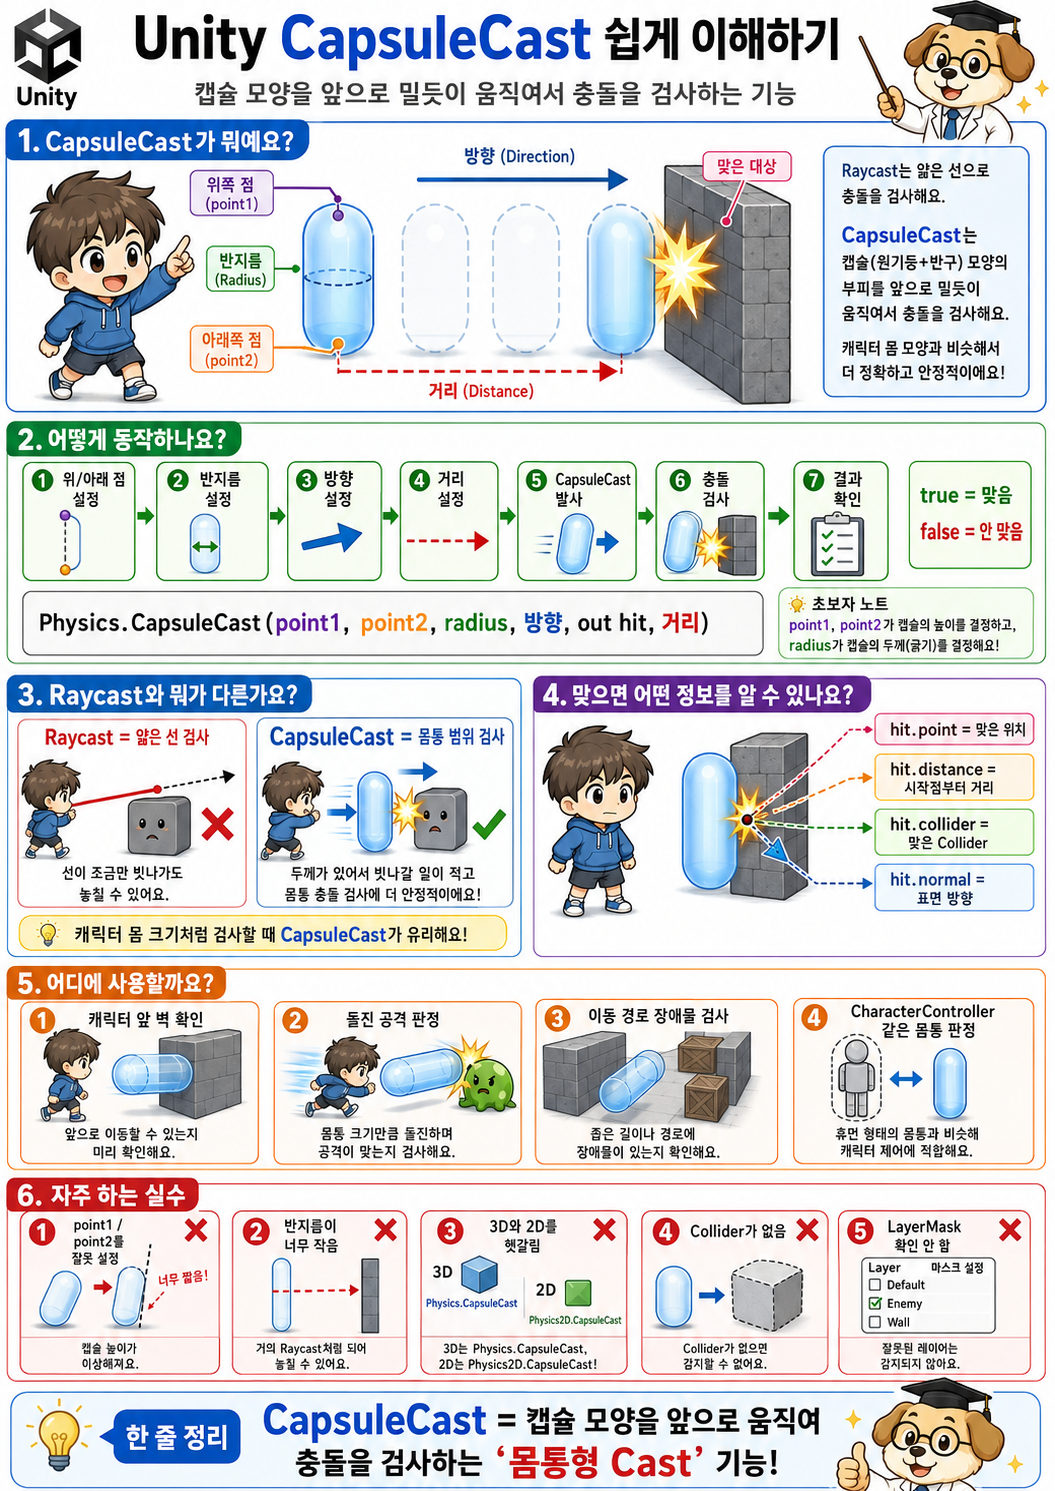 Unity
Unity CapsuleCast 쉽게 이해하기
캡슐 모양을 앞으로 밀듯이 움직여서 충돌을 검사하는 기능
1. CapsuleCast가 뭐예요?
위쪽 점
(point1)
반지름
(Radius)
아래쪽 점
(point2)
방향 (Direction)
거리 (Distance)
맞은 대상
Raycast는 얇은 선으로
충돌을 검사해요.
CapsuleCast는
캡슐(원기둥+반구) 모양의
부피를 앞으로 밀듯이
움직여서 충돌을 검사해요.
캐릭터 몸 모양과 비슷해서
더 정확하고 안정적이에요!
2. 어떻게 동작하나요?
1 위/아래 점
설정
2 반지름
설정
3 방향
설정
4 거리
설정
5 CapsuleCast
발사
6 충돌
검사
7 결과
확인
true = 맞음
false = 안 맞음
Physics.CapsuleCast(point1, point2, radius, 방향, out hit, 거리)
초보자 노트
point1, point2가 캡슐의 높이를 결정하고,
radius가 캡슐의 두께(굵기)를 결정해요!
3. Raycast와 뭐가 다른가요?
Raycast = 얇은 선 검사
선이 조금만 빗나가도
놓칠 수 있어요.
CapsuleCast = 몸통 범위 검사
두께가 있어서 빗나갈 일이 적고
몸통 충돌 검사에 더 안정적이에요!
캐릭터 몸 크기처럼 검사할 때 CapsuleCast가 유리해요!
4. 맞으면 어떤 정보를 알 수 있나요?
hit.point = 맞은 위치
hit.distance =
시작점부터 거리
hit.collider =
맞은 Collider
hit.normal =
표면 방향
5. 어디에 사용할까요?
1 캐릭터 앞 벽 확인
앞으로 이동할 수 있는지
미리 확인해요.
2 돌진 공격 판정
몸통 크기만큼 돌진하며
공격이 맞는지 검사해요.
3 이동 경로 장애물 검사
좁은 길이나 경로에
장애물이 있는지 확인해요.
4 CharacterController
같은 몸통 판정
휴먼 형태의 몸통과 비슷해
캐릭터 제어에 적합해요.
6. 자주 하는 실수
1 point1 /
point2를
잘못 설정
너무 짧음!
캡슐 높이가
이상해져요.
2 반지름이
너무 작음
거의 Raycast처럼 되어
놓칠 수 있어요.
3 3D와 2D를
헷갈림
3D
Physics.CapsuleCast
2D
Physics2D.CapsuleCast
3D는 Physics.CapsuleCast,
2D는 Physics2D.CapsuleCast!
4 Collider가 없음
Collider가 없으면
감지할 수 없어요.
5 LayerMask
확인 안 함
Layer 마스크 설정
Default
Enemy
Wall
잘못된 레이어는
감지되지 않아요.
한 줄 정리
CapsuleCast = 캡슐 모양을 앞으로 움직여
충돌을 검사하는 '몸통형 Cast' 기능!